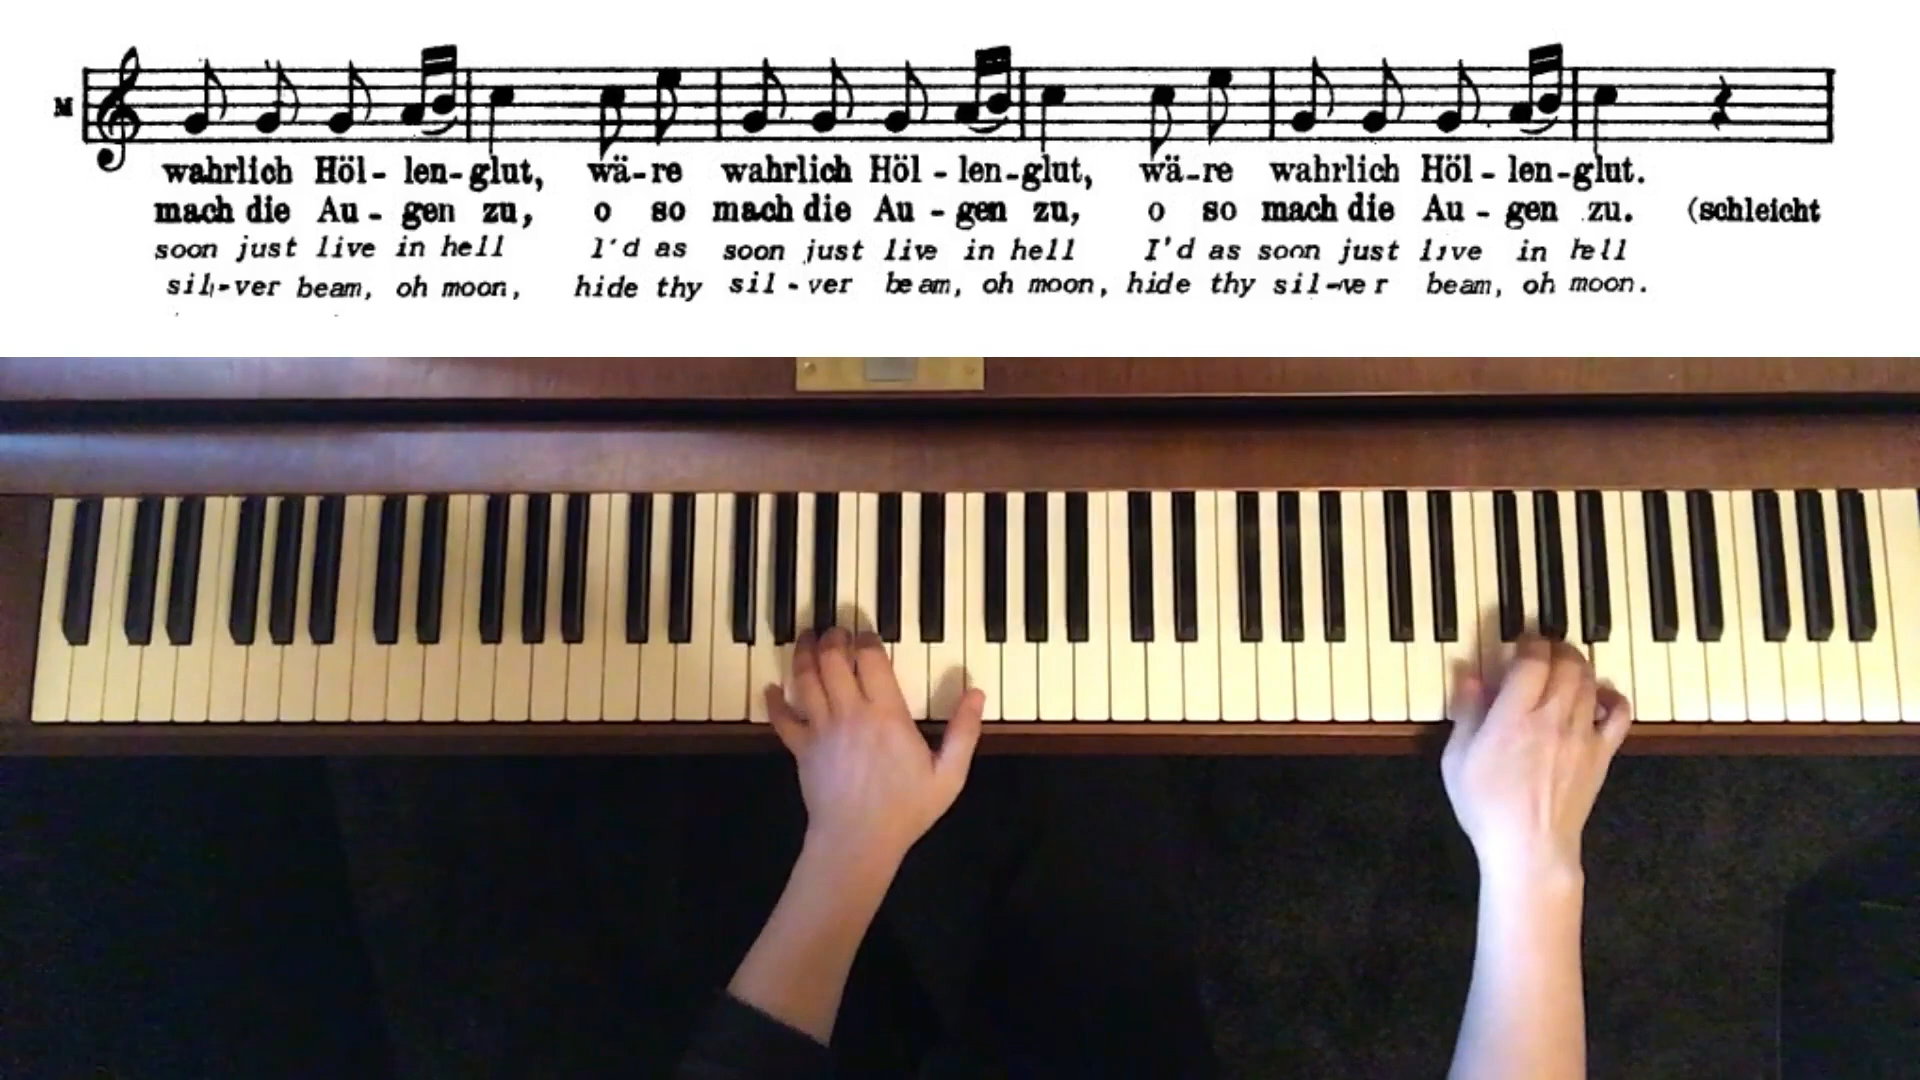 M
wahrlich Höl- len-glut, wä-re wahrlich Höl - len-glut, wä-re wahrlich Höl - len-glut.
mach die Au - gen zu, o so mach die Au - gen zu, o so mach die Au - gen zu. (schleicht
soon just live in hell I'd as soon just live in hell I'd as soon just live in hell
sil-ver beam, oh moon, hide thy sil-ver beam, oh moon, hide thy sil-ver beam, oh moon.